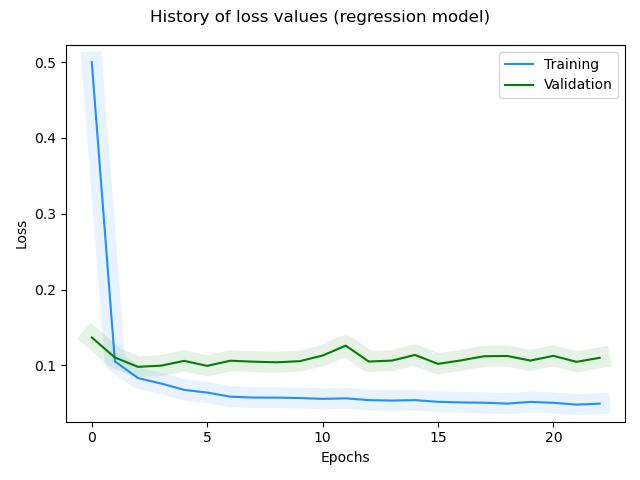 History of loss values (regression model)
Training
Validation
0.5
0.4
0.3
0.2
0.1
Loss
0 5 10 15 20
Epochs